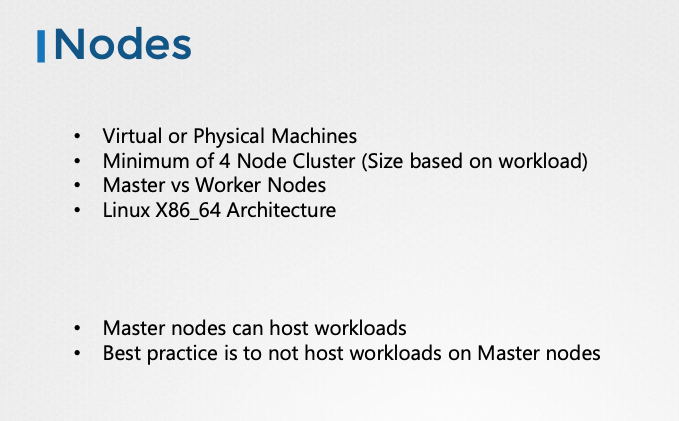 Nodes
• Virtual or Physical Machines
• Minimum of 4 Node Cluster (Size based on workload)
• Master vs Worker Nodes
• Linux X86_64 Architecture
• Master nodes can host workloads
• Best practice is to not host workloads on Master nodes